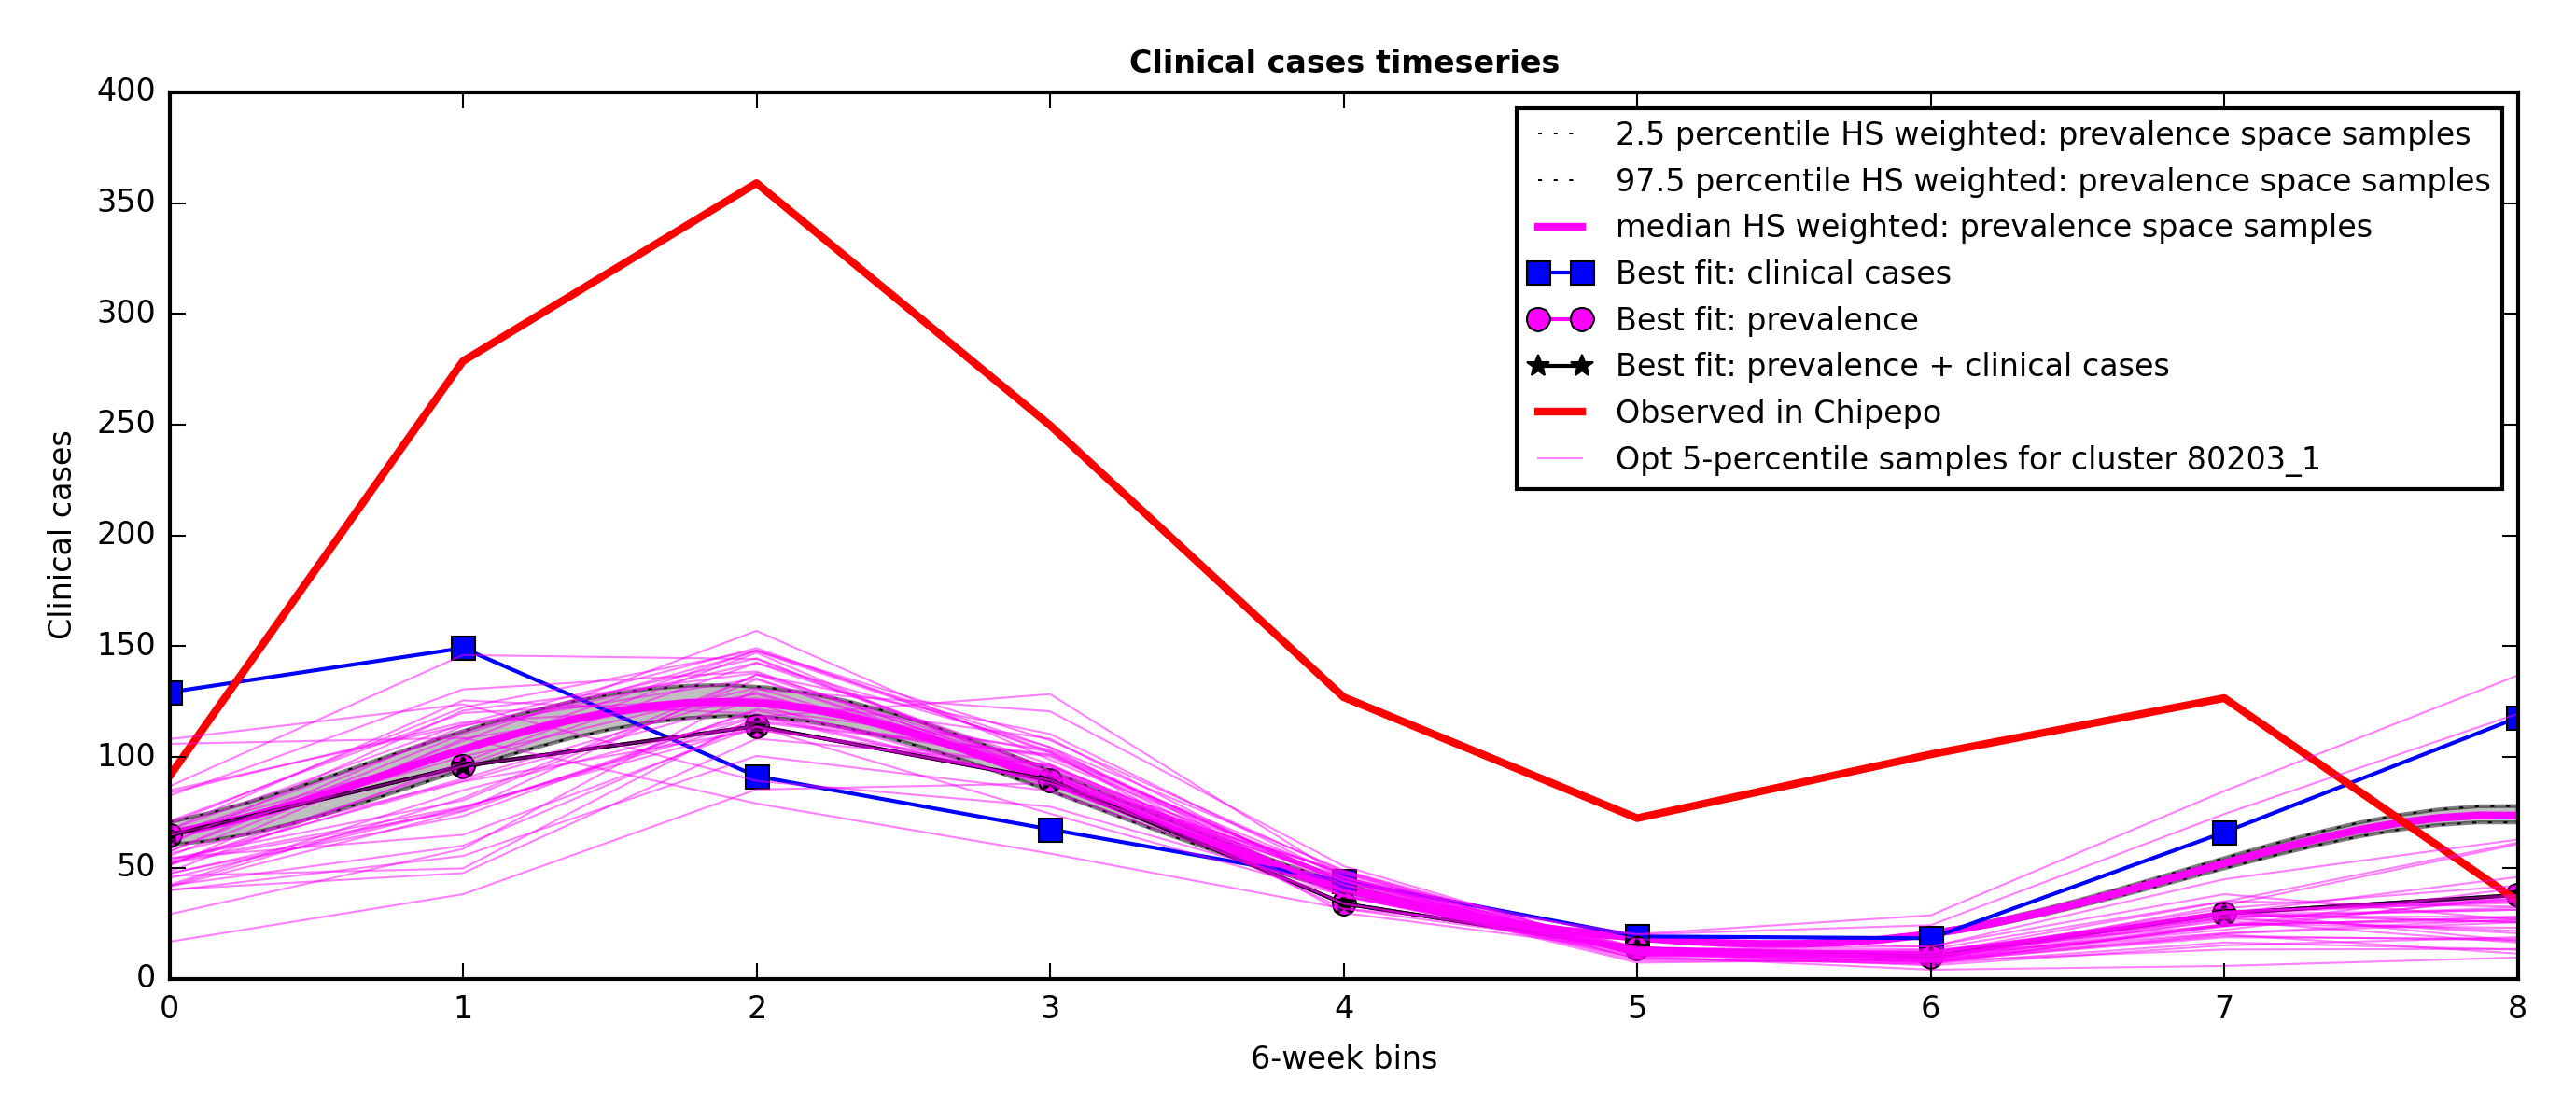 Clinical cases timeseries
400
350
300
250
200
150
100
50
0
Clinical cases
2.5 percentile HS weighted: prevalence space samples
97.5 percentile HS weighted: prevalence space samples
median HS weighted: prevalence space samples
Best fit: clinical cases
Best fit: prevalence
Best fit: prevalence + clinical cases
Observed in Chipepo
Opt 5-percentile samples for cluster 80203_1
0 1 2 3 4 5 6 7 8
6-week bins